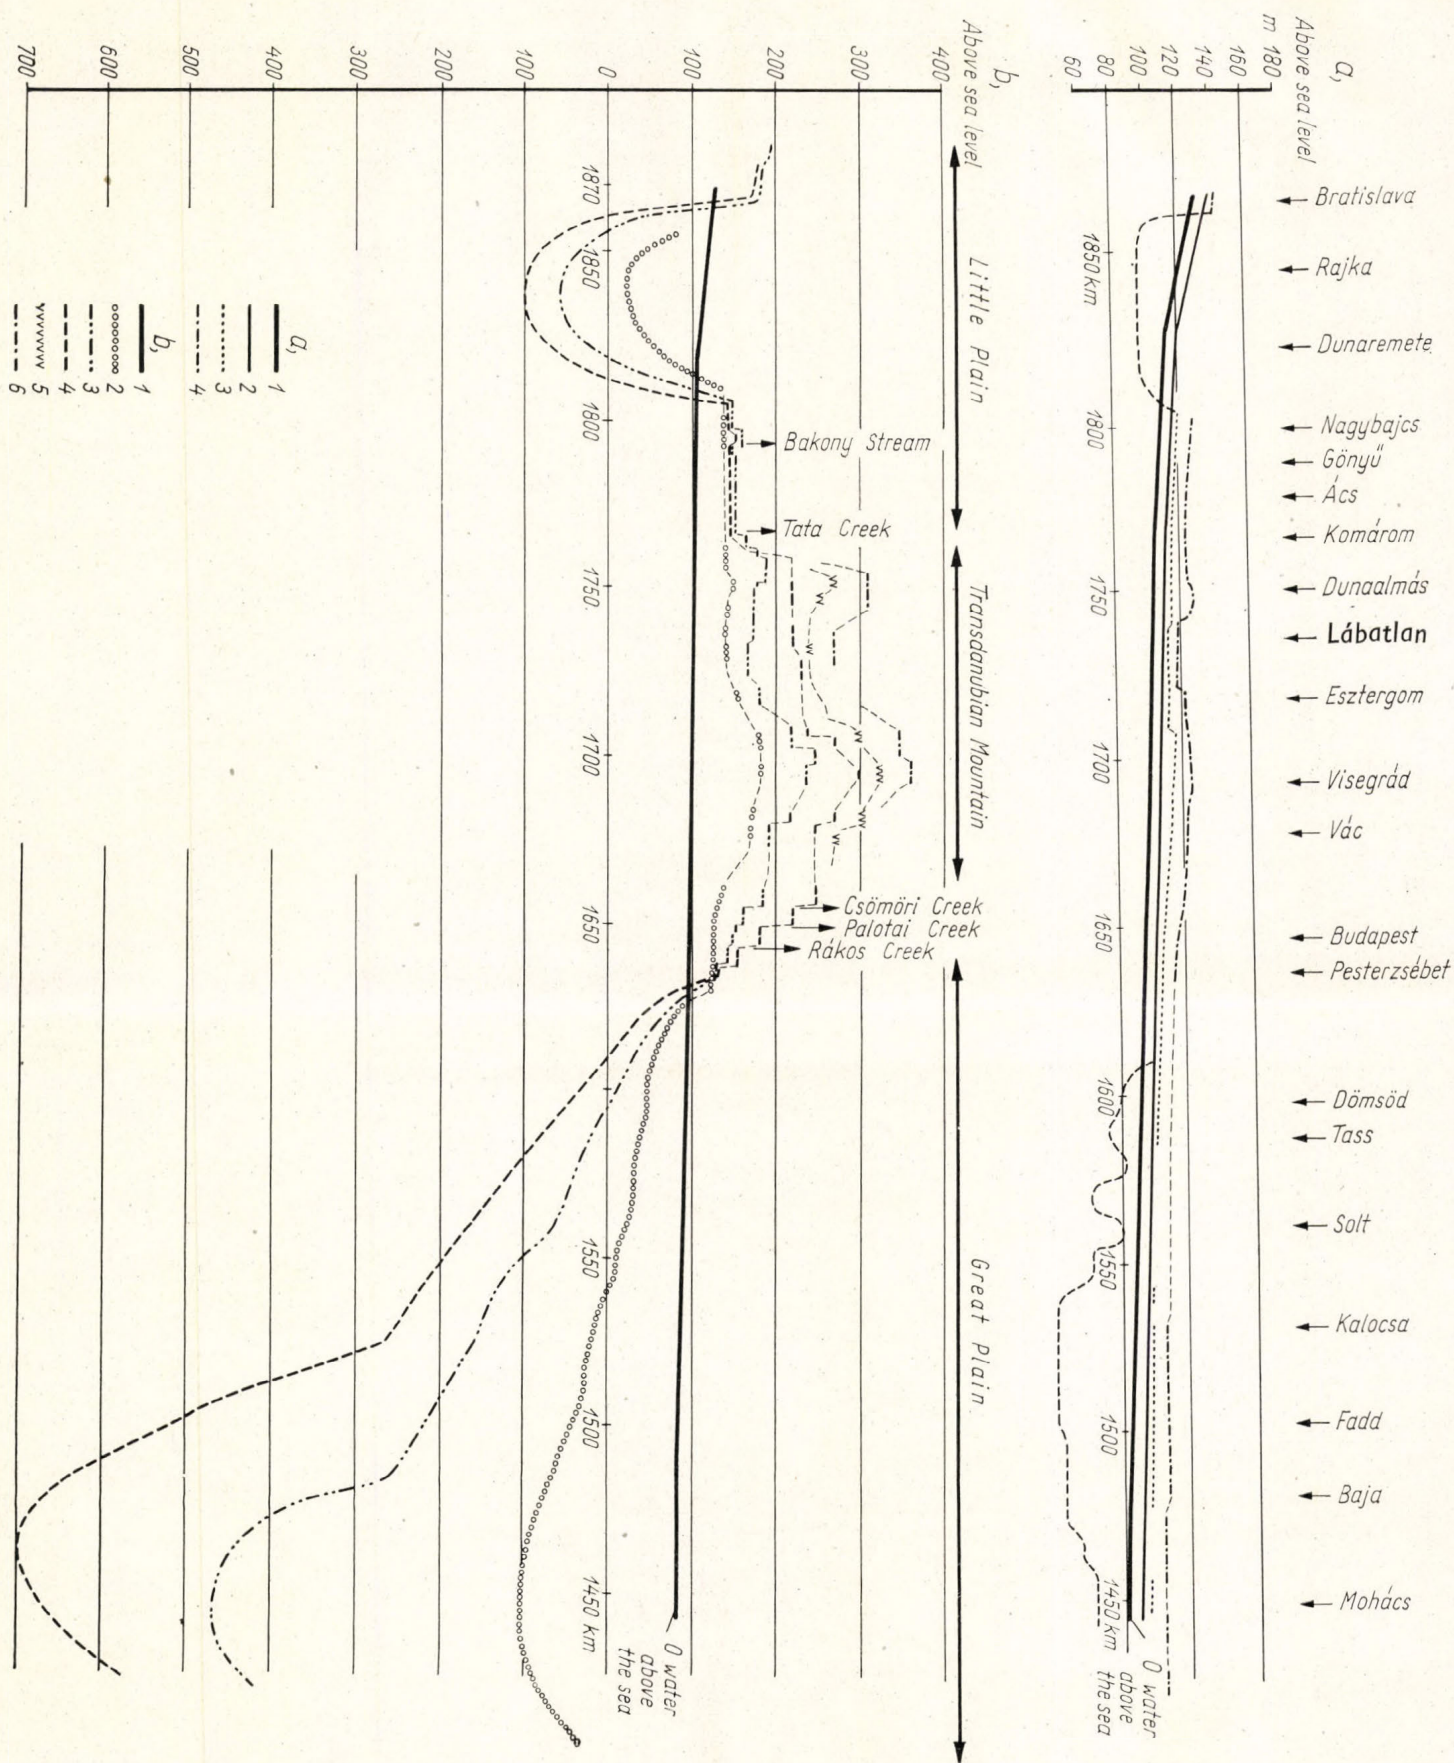 a,
Above sea level
m 180
160
140
120
100
80
60
Bratislava
Rajka
Dunaremete
Nagybajcs
Gönyű
Ács
Komárom
Dunaalmás
Lábatlan
Esztergom
Visegrád
Vác
Budapest
Pesterzsébet
Dömsöd
Tass
Solt
Kalocsa
Fadd
Baja
Mohács
1850 km
1800
1750
1700
1650
1600
1550
1500
1450 km
0 water
above
the sea
b,
Above sea level
400
300
200
100
0
100
200
300
400
500
600
700
Little Plain
Transdanubian Mountain
Great Plain
Bakony Stream
Tata Creek
Csömöri Creek
Palotai Creek
Rákos Creek
1870
1850
1800
1750
1700
1650
1550
1500
1450 km
0 water
above
the sea
a,
1
2
3
4
b,
1
2
3
4
5
6